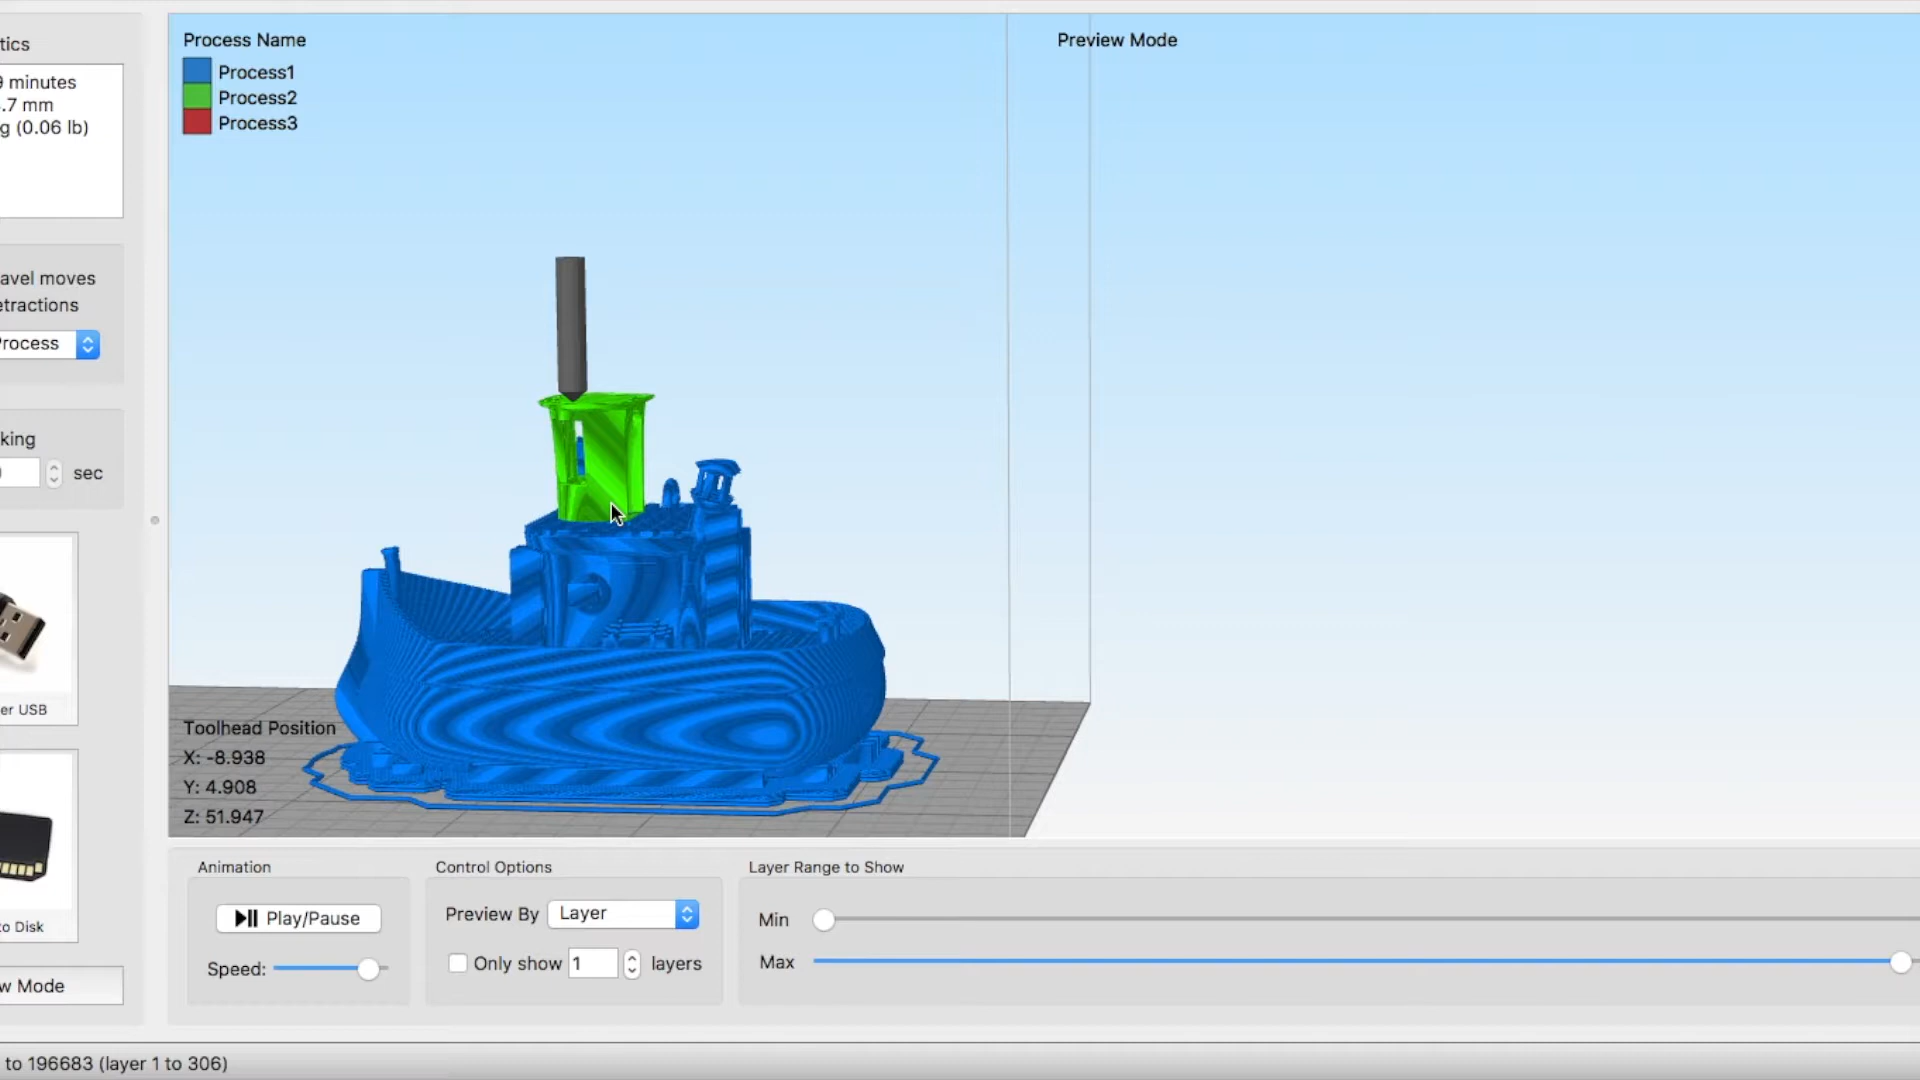 tics
9 minutes
.7 mm
g (0.06 lb)
avel moves
etractions
Process
king
sec
er USB
to Disk
w Mode
Process Name
Process1
Process2
Process3
Preview Mode
Toolhead Position
X: -8.938
Y: 4.908
Z: 51.947
Animation
Play/Pause
Speed:
Control Options
Preview By Layer
Only show 1 layers
Layer Range to Show
Min
Max
to 196683 (layer 1 to 306)